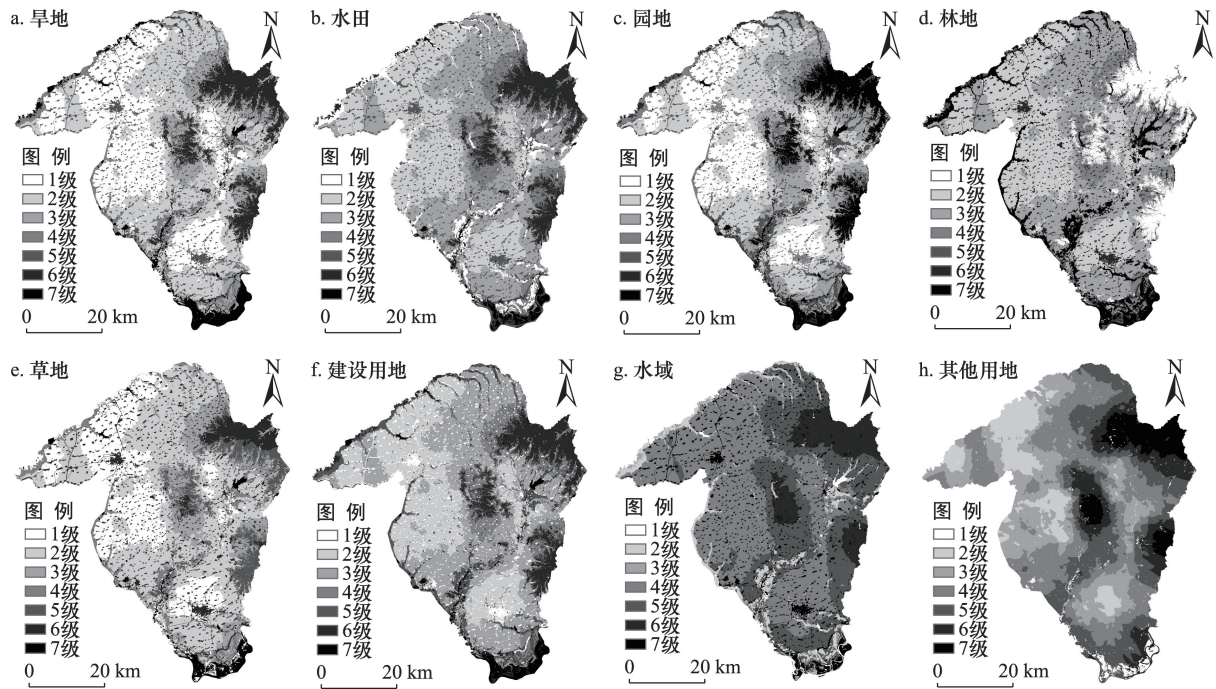 a. 旱地
N
图 例
1级
2级
3级
4级
5级
6级
7级
0 20 km
b. 水田
N
图 例
1级
2级
3级
4级
5级
6级
7级
0 20 km
c. 园地
N
图 例
1级
2级
3级
4级
5级
6级
7级
0 20 km
d. 林地
N
图 例
1级
2级
3级
4级
5级
6级
7级
0 20 km
e. 草地
N
图 例
1级
2级
3级
4级
5级
6级
7级
0 20 km
f. 建设用地
N
图 例
1级
2级
3级
4级
5级
6级
7级
0 20 km
g. 水域
N
图 例
1级
2级
3级
4级
5级
6级
7级
0 20 km
h. 其他用地
N
图 例
1级
2级
3级
4级
5级
6级
7级
0 20 km